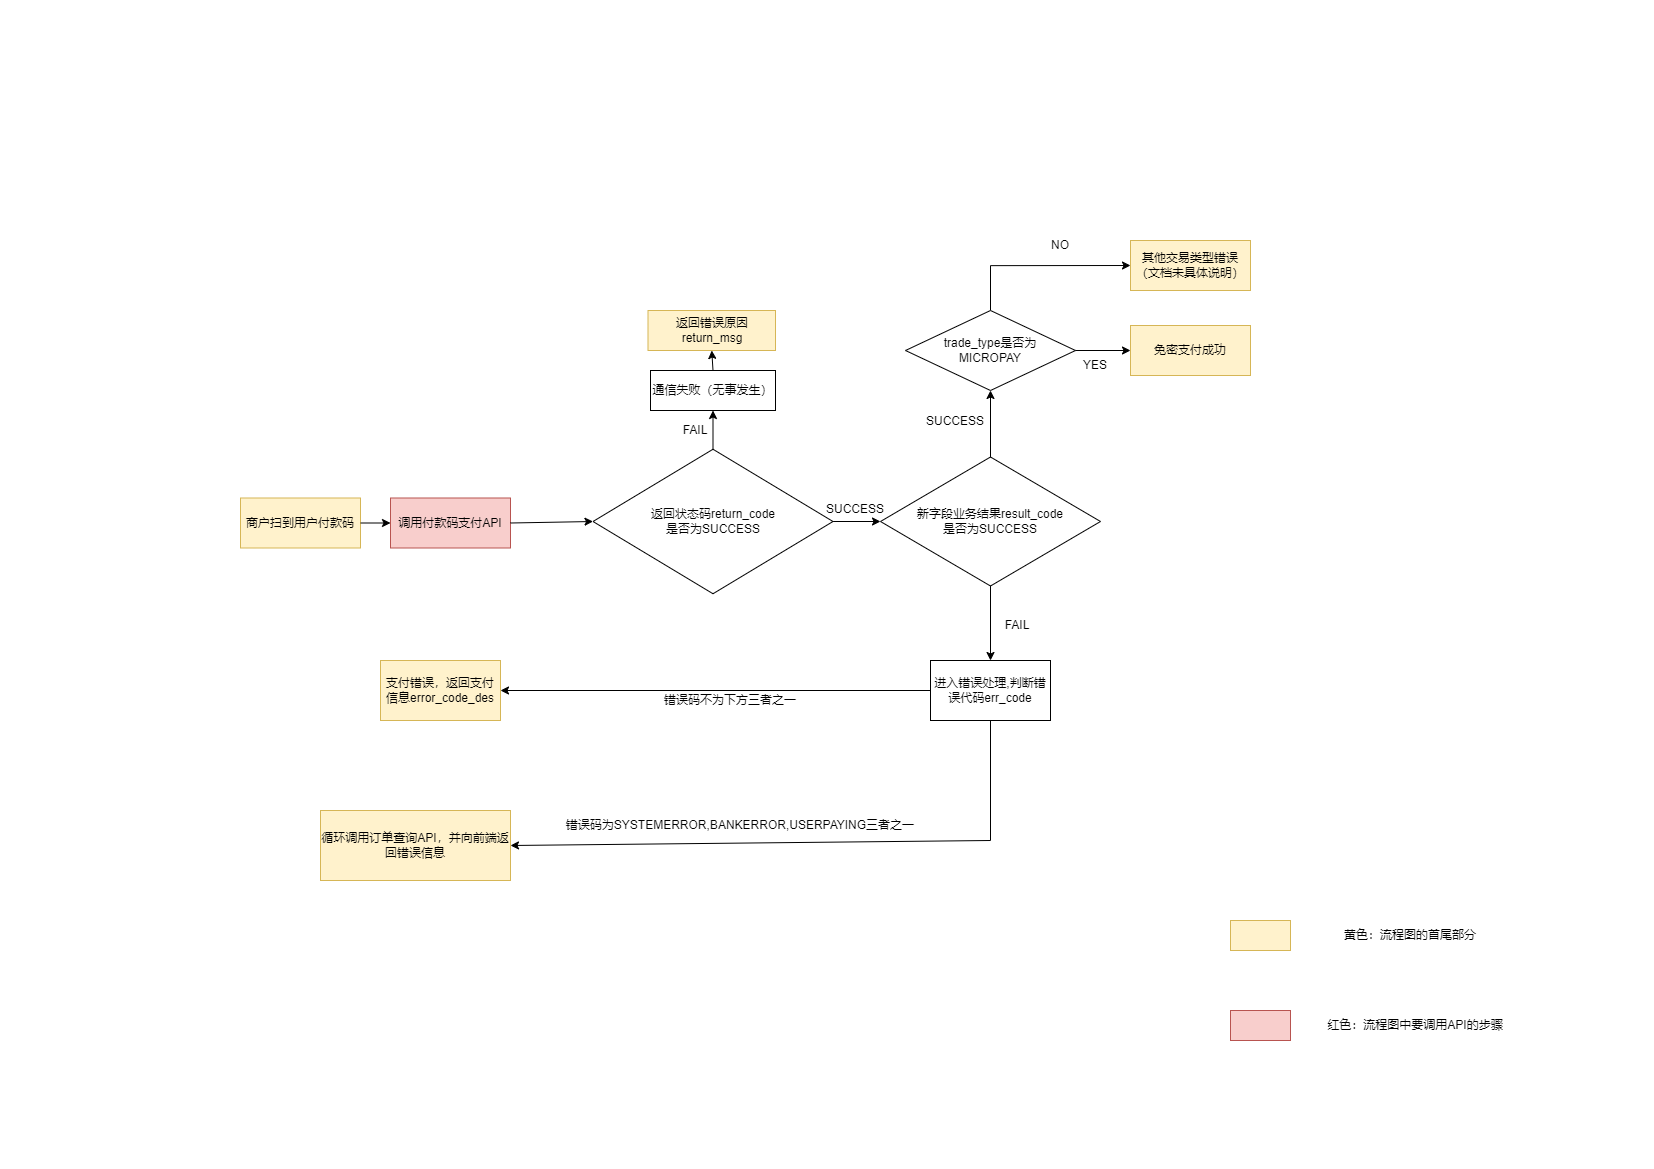 NO
其他交易类型错误
（文档未具体说明）
返回错误原因
return_msg
trade_type是否为
MICROPAY
免密支付成功
YES
通信失败（无事发生）
FAIL
SUCCESS
商户扫到用户付款码
调用付款码支付API
返回状态码return_code
是否为SUCCESS
SUCCESS
新字段业务结果result_code
是否为SUCCESS
FAIL
支付错误，返回支付
信息error_code_des
错误码不为下方三者之一
进入错误处理,判断错
误代码err_code
错误码为SYSTEMERROR,BANKERROR,USERPAYING三者之一
循环调用订单查询API，并向前端返
回错误信息
黄色：流程图的首尾部分
红色：流程图中要调用API的步骤